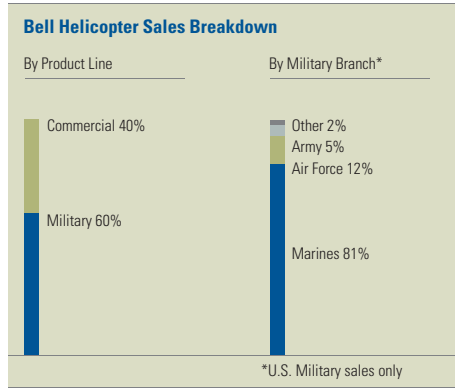 Bell Helicopter Sales Breakdown
By Product Line
Commercial 40%
Military 60%
By Military Branch*
Other 2%
Army 5%
Air Force 12%
Marines 81%
*U.S. Military sales only